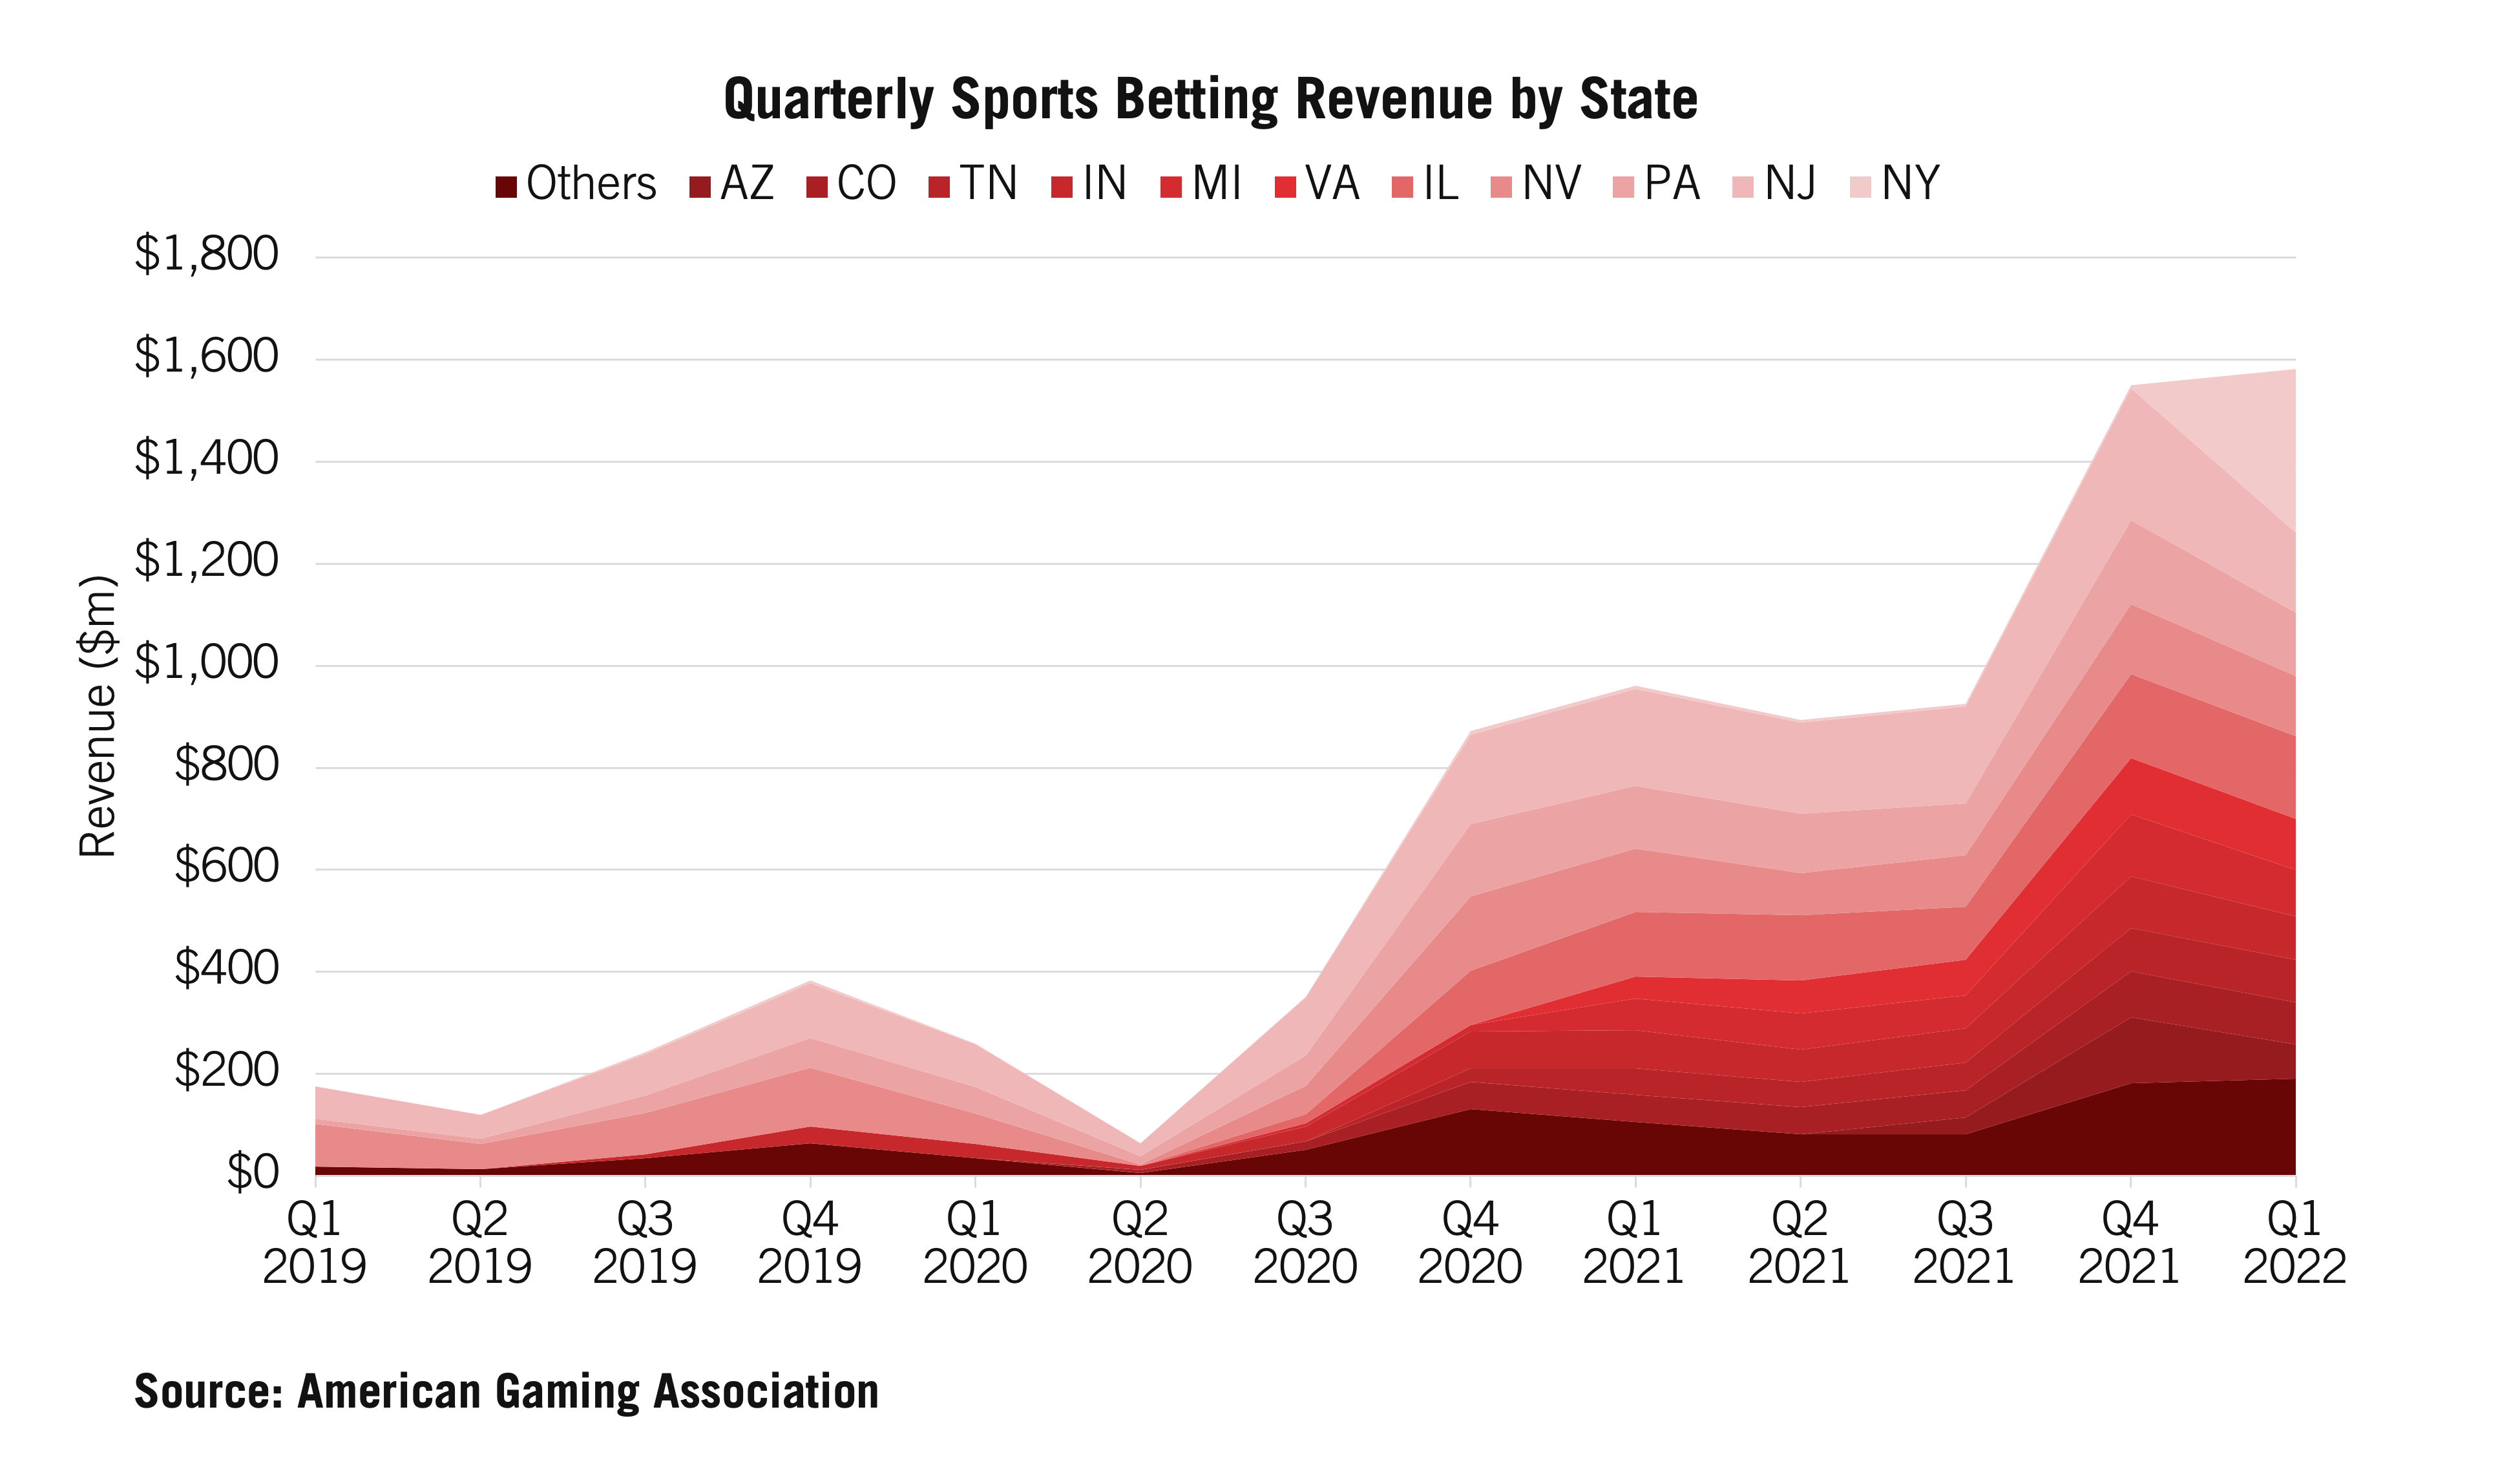 Quarterly Sports Betting Revenue by State
Others AZ CO TN IN MI VA IL NV PA NJ NY
$1,800
$1,600
$1,400
$1,200
$1,000
$800
$600
$400
$200
$0
Revenue ($m)
Q1 Q2 Q3 Q4 Q1 Q2 Q3 Q4 Q1 Q2 Q3 Q4 Q1
2019 2019 2019 2019 2020 2020 2020 2020 2021 2021 2021 2021 2022
Source: American Gaming Association